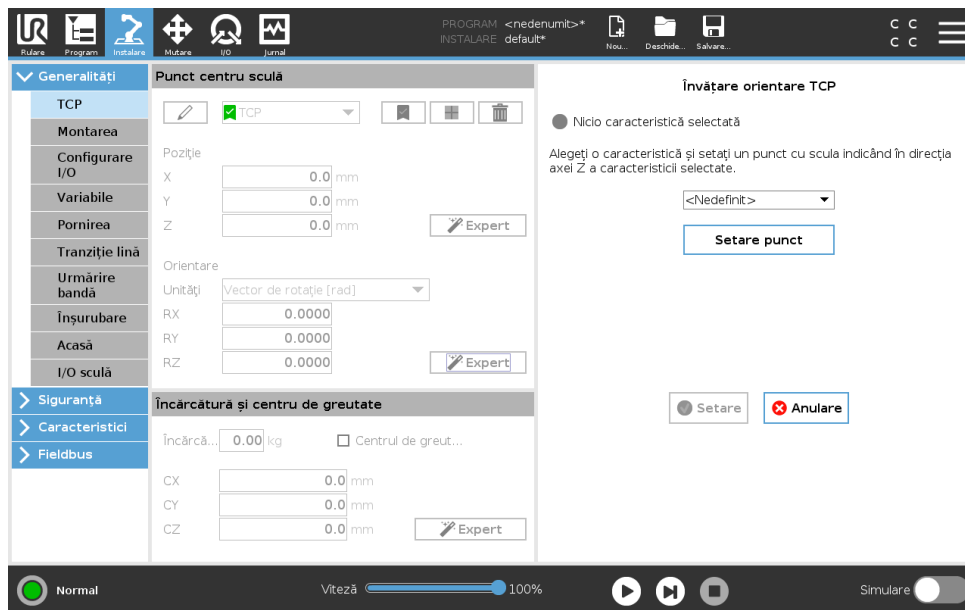 PROGRAM <nedenumit>*
INSTALARE default*
Rulare Program Instalare Mutare I/O Jurnal Nou... Deschide... Salvare...
C C
C C
Generalități
TCP
Montarea
Configurare
I/O
Variabile
Pornirea
Tranziție lină
Urmărire
bandă
Înșurubare
Acasă
I/O sculă
Siguranță
Caracteristici
Fieldbus
Punct centru sculă
TCP
Poziție
X 0.0 mm
Y 0.0 mm
Z 0.0 mm
Expert
Orientare
Unități Vector de rotație [rad]
RX 0.0000
RY 0.0000
RZ 0.0000
Expert
Încărcătură și centru de greutate
Încărcă... 0.00 kg Centrul de greut...
CX 0.0 mm
CY 0.0 mm
CZ 0.0 mm
Expert
Învățare orientare TCP
Nicio caracteristică selectată
Alegeți o caracteristică și setați un punct cu scula indicând în direcția
axei Z a caracteristicii selectate.
<Nedefinit>
Setare punct
Setare Anulare
Normal
Viteză 100%
Simulare